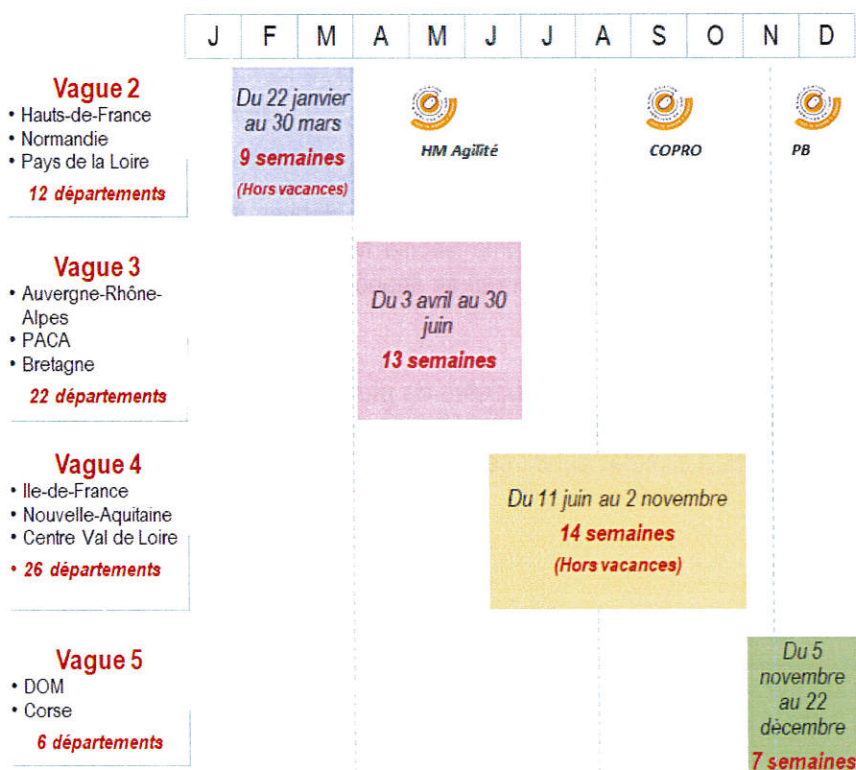 J F M A M J J A S O N D
Vague 2
• Hauts-de-France
• Normandie
• Pays de la Loire
12 départements
Du 22 janvier
au 30 mars
9 semaines
(Hors vacances)
HM Agilité
COPRO
PB
Vague 3
• Auvergne-Rhône-
Alpes
• PACA
• Bretagne
22 départements
Du 3 avril au 30
juin
13 semaines
Vague 4
• Ile-de-France
• Nouvelle-Aquitaine
• Centre Val de Loire
• 26 départements
Du 11 juin au 2 novembre
14 semaines
(Hors vacances)
Vague 5
• DOM
• Corse
6 départements
Du 5
novembre
au 22
décembre
7 semaines